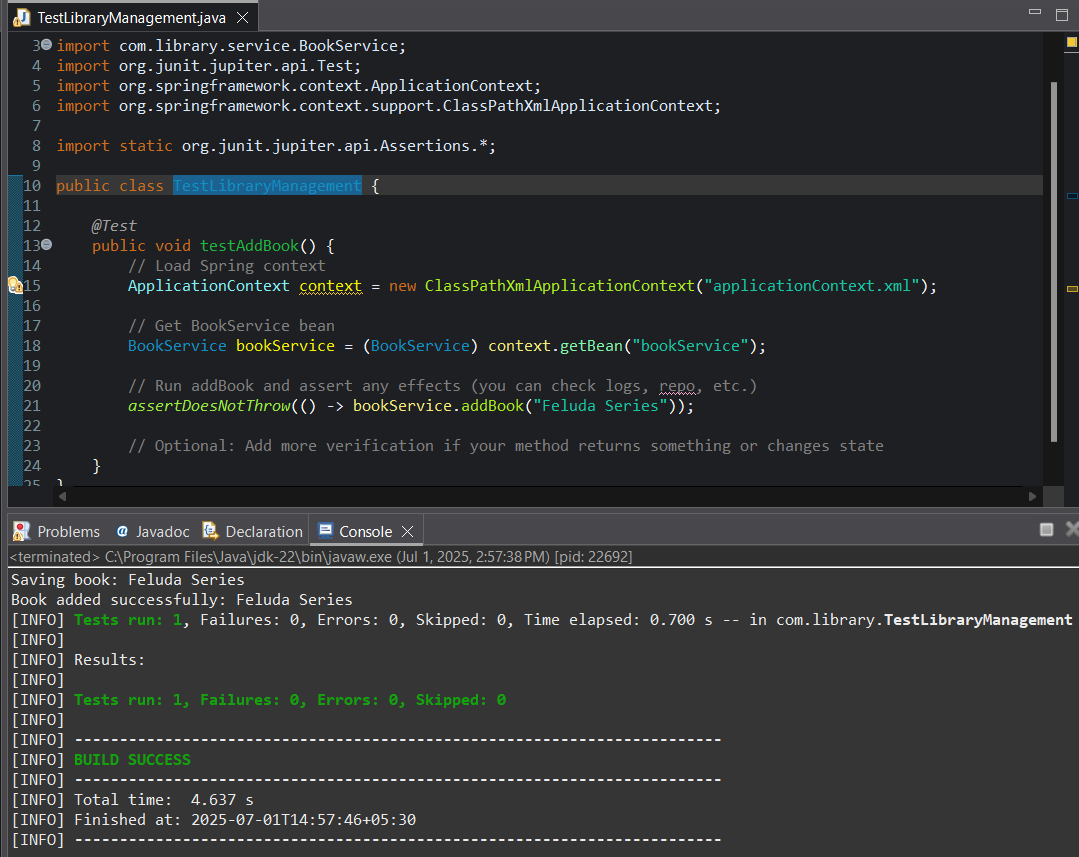 TestLibraryManagement.java
3 import com.library.service.BookService;
4 import org.junit.jupiter.api.Test;
5 import org.springframework.context.ApplicationContext;
6 import org.springframework.context.support.ClassPathXmlApplicationContext;
7
8 import static org.junit.jupiter.api.Assertions.*;
9
10 public class TestLibraryManagement {
11
12 @Test
13 public void testAddBook() {
14 // Load Spring context
15 ApplicationContext context = new ClassPathXmlApplicationContext("applicationContext.xml");
16
17 // Get BookService bean
18 BookService bookService = (BookService) context.getBean("bookService");
19
20 // Run addBook and assert any effects (you can check logs, repo, etc.)
21 assertDoesNotThrow(() -> bookService.addBook("Feluda Series"));
22
23 // Optional: Add more verification if your method returns something or changes state
24 }
25 }
Problems Javadoc Declaration Console
<terminated> C:\Program Files\Java\jdk-22\bin\javaw.exe (Jul 1, 2025, 2:57:38 PM) [pid: 22692]
Saving book: Feluda Series
Book added successfully: Feluda Series
[INFO] Tests run: 1, Failures: 0, Errors: 0, Skipped: 0, Time elapsed: 0.700 s -- in com.library.TestLibraryManagement
[INFO]
[INFO] Results:
[INFO]
[INFO] Tests run: 1, Failures: 0, Errors: 0, Skipped: 0
[INFO]
[INFO] ------------------------------------------------------------------------
[INFO] BUILD SUCCESS
[INFO] ------------------------------------------------------------------------
[INFO] Total time:  4.637 s
[INFO] Finished at: 2025-07-01T14:57:46+05:30
[INFO] ------------------------------------------------------------------------